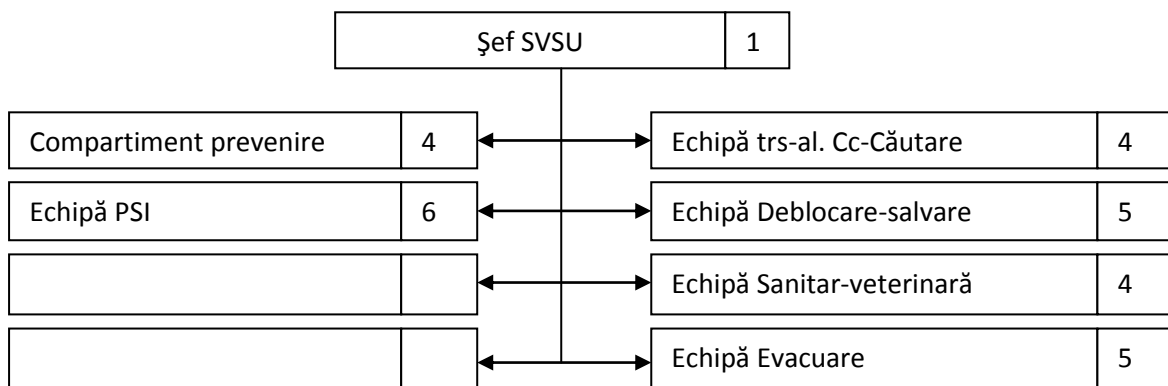 Şef SVSU 1
Compartiment prevenire 4
Echipă trs-al. Cc-Căutare 4
Echipă PSI 6
Echipă Deblocare-salvare 5
Echipă Sanitar-veterinară 4
Echipă Evacuare 5